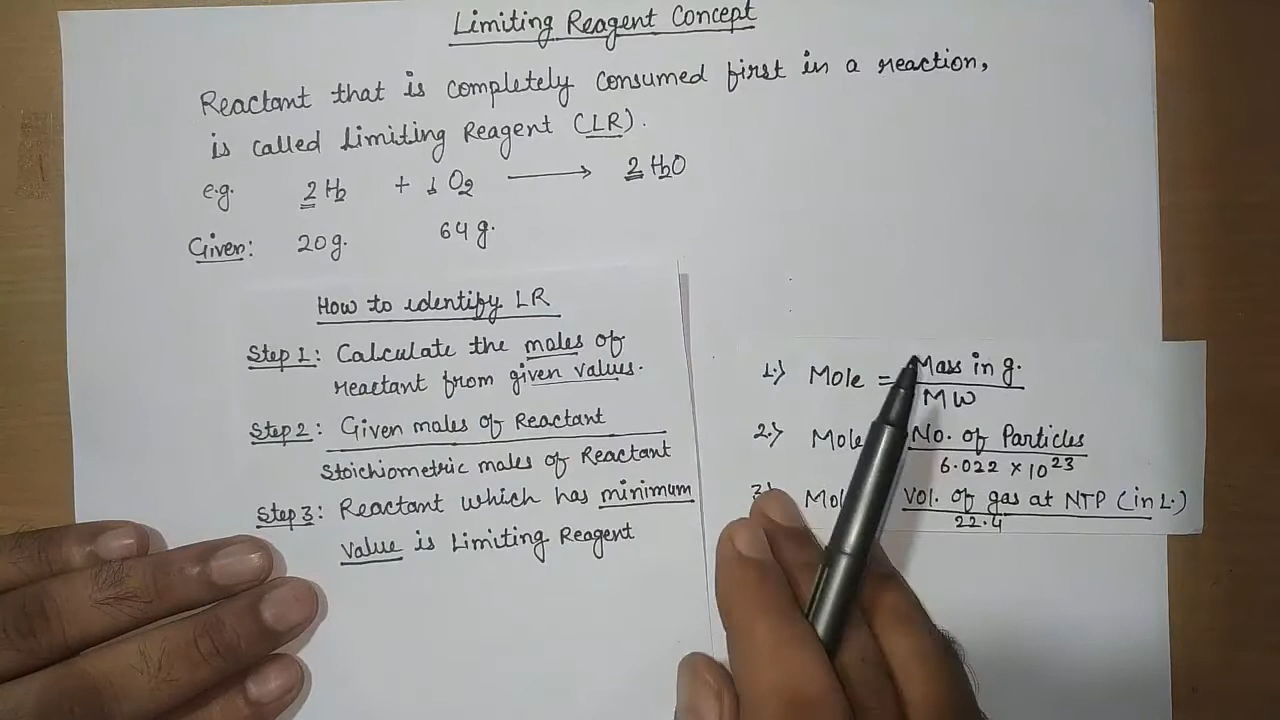 Limiting Reagent Concept
Reactant that is completely consumed first in a reaction,
is called Limiting Reagent (LR).
e.g. 2H2 + 1 O2 → 2 H2O
Given: 20g. 64g.
How to identify LR
Step 1: Calculate the moles of
reactant from given values.
Step 2: Given moles of Reactant
Stoichiometric moles of Reactant
Step 3: Reactant which has minimum
value is Limiting Reagent
1.) Mole = Mass in g.
MW
2.) Mole No. of Particles
6.022 × 10^23
Vol. of gas at NTP (in L.)
22.4